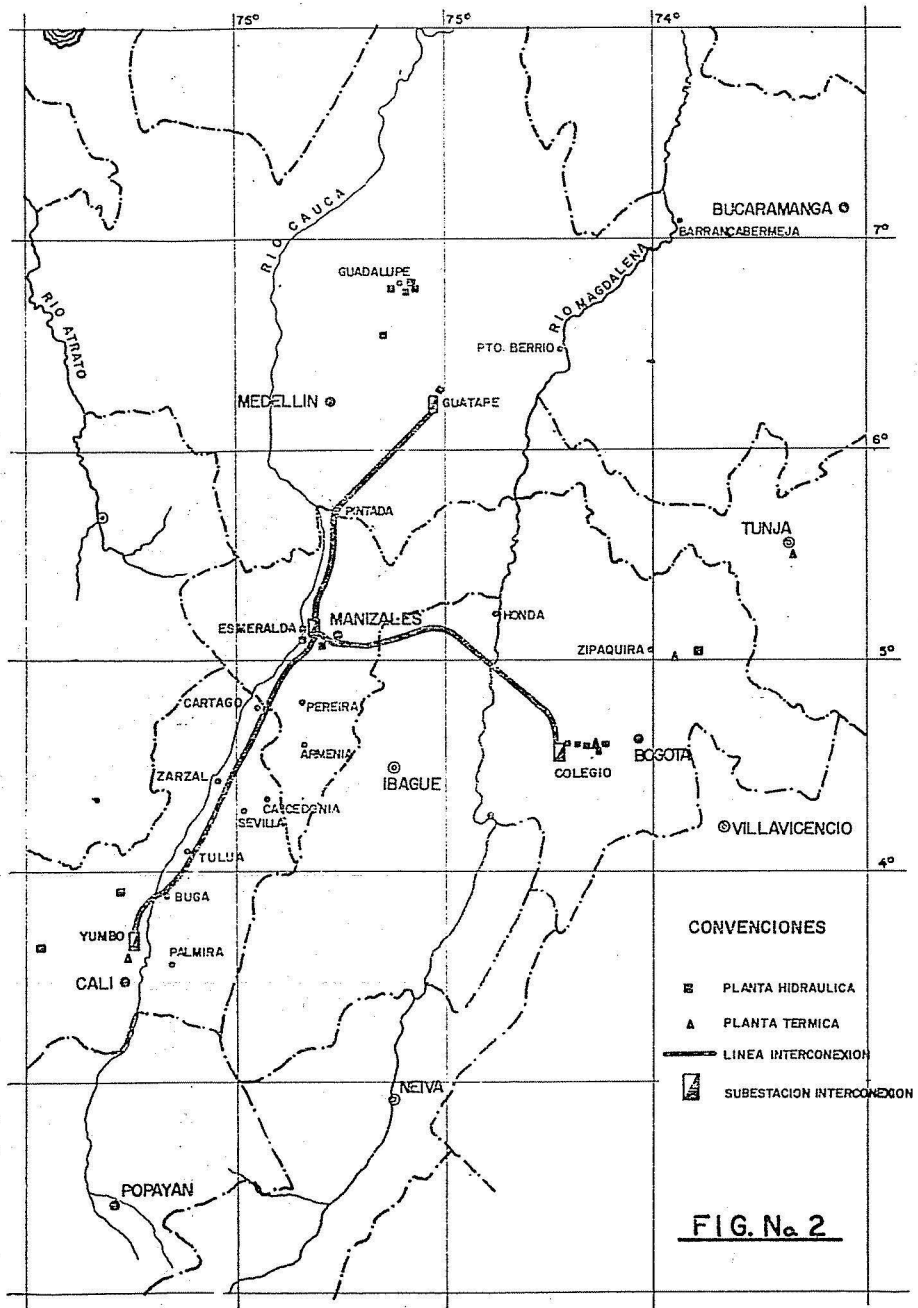 75°
75°
74°
RIO CAUCA
BUCARAMANGA
BARRANCABERMEJA
7°
GUADALUPE
RIO MAGDALENA
RIO ATRATO
PTO. BERRIO
MEDELLIN
GUATAPE
6°
PINTADA
TUNJA
ESMERALDA
MANIZALES
HONDA
ZIPAQUIRA
5°
CARTAGO
PEREIRA
ARMENIA
BOGOTA
COLEGIO
ZARZAL
IBAGUE
CAICEDONIA
SEVILLA
VILLAVICENCIO
TULUA
4°
BUGA
YUMBO
PALMIRA
CALI
CONVENCIONES
PLANTA HIDRAULICA
PLANTA TERMICA
LINEA INTERCONEXION
SUBESTACION INTERCONEXION
NEIVA
POPAYAN
FIG. No 2